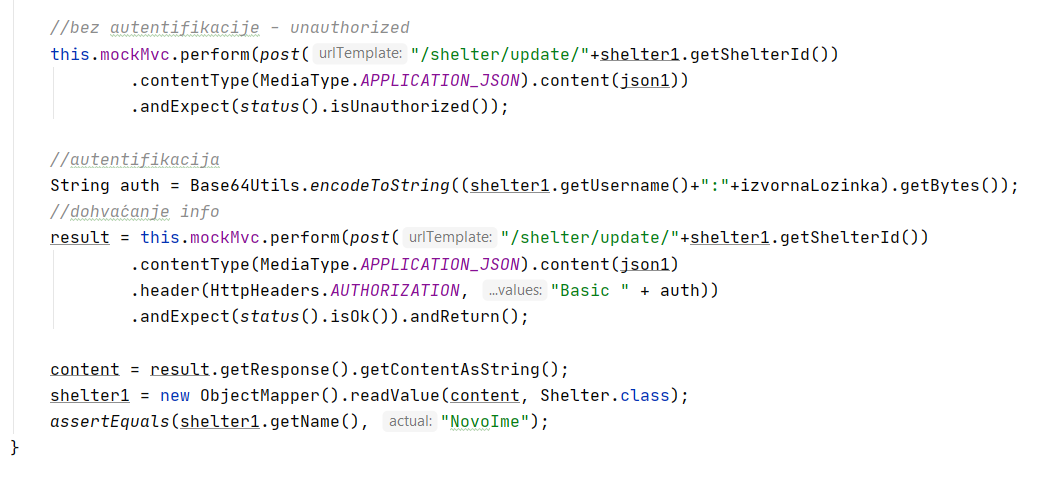 //bez autentifikacije – unauthorized
this.mockMvc.perform(post( urlTemplate: "/shelter/update/"+shelter1.getShelterId())
.contentType(MediaType.APPLICATION_JSON).content(json1))
.andExpect(status().isUnauthorized());
//autentifikacija
String auth = Base64Utils.encodeToString((shelter1.getUsername()+":"+izvornaLozinka).getBytes());
//dohvaćanje info
result = this.mockMvc.perform(post( urlTemplate: "/shelter/update/"+shelter1.getShelterId())
.contentType(MediaType.APPLICATION_JSON).content(json1)
.header(HttpHeaders.AUTHORIZATION, ...values: "Basic " + auth))
.andExpect(status().isOk()).andReturn();
content = result.getResponse().getContentAsString();
shelter1 = new ObjectMapper().readValue(content, Shelter.class);
assertEquals(shelter1.getName(), actual: "NovoIme");
}